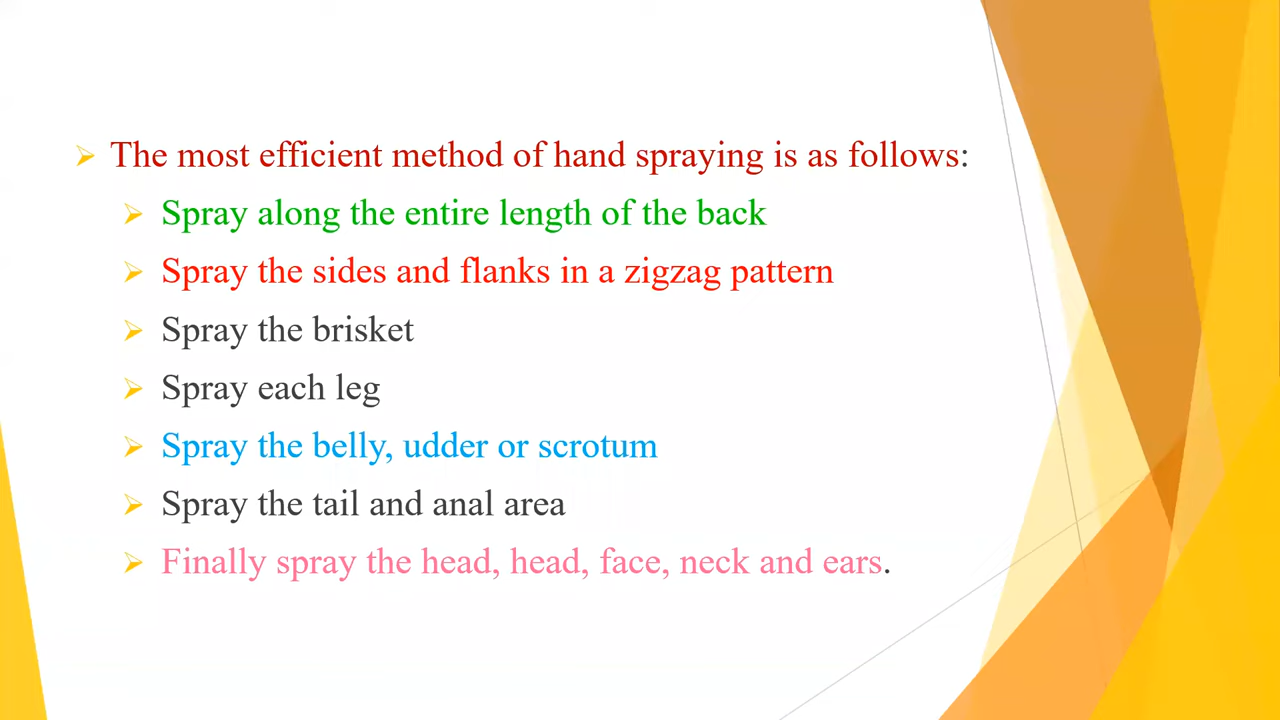 The most efficient method of hand spraying is as follows:
Spray along the entire length of the back
Spray the sides and flanks in a zigzag pattern
Spray the brisket
Spray each leg
Spray the belly, udder or scrotum
Spray the tail and anal area
Finally spray the head, head, face, neck and ears.